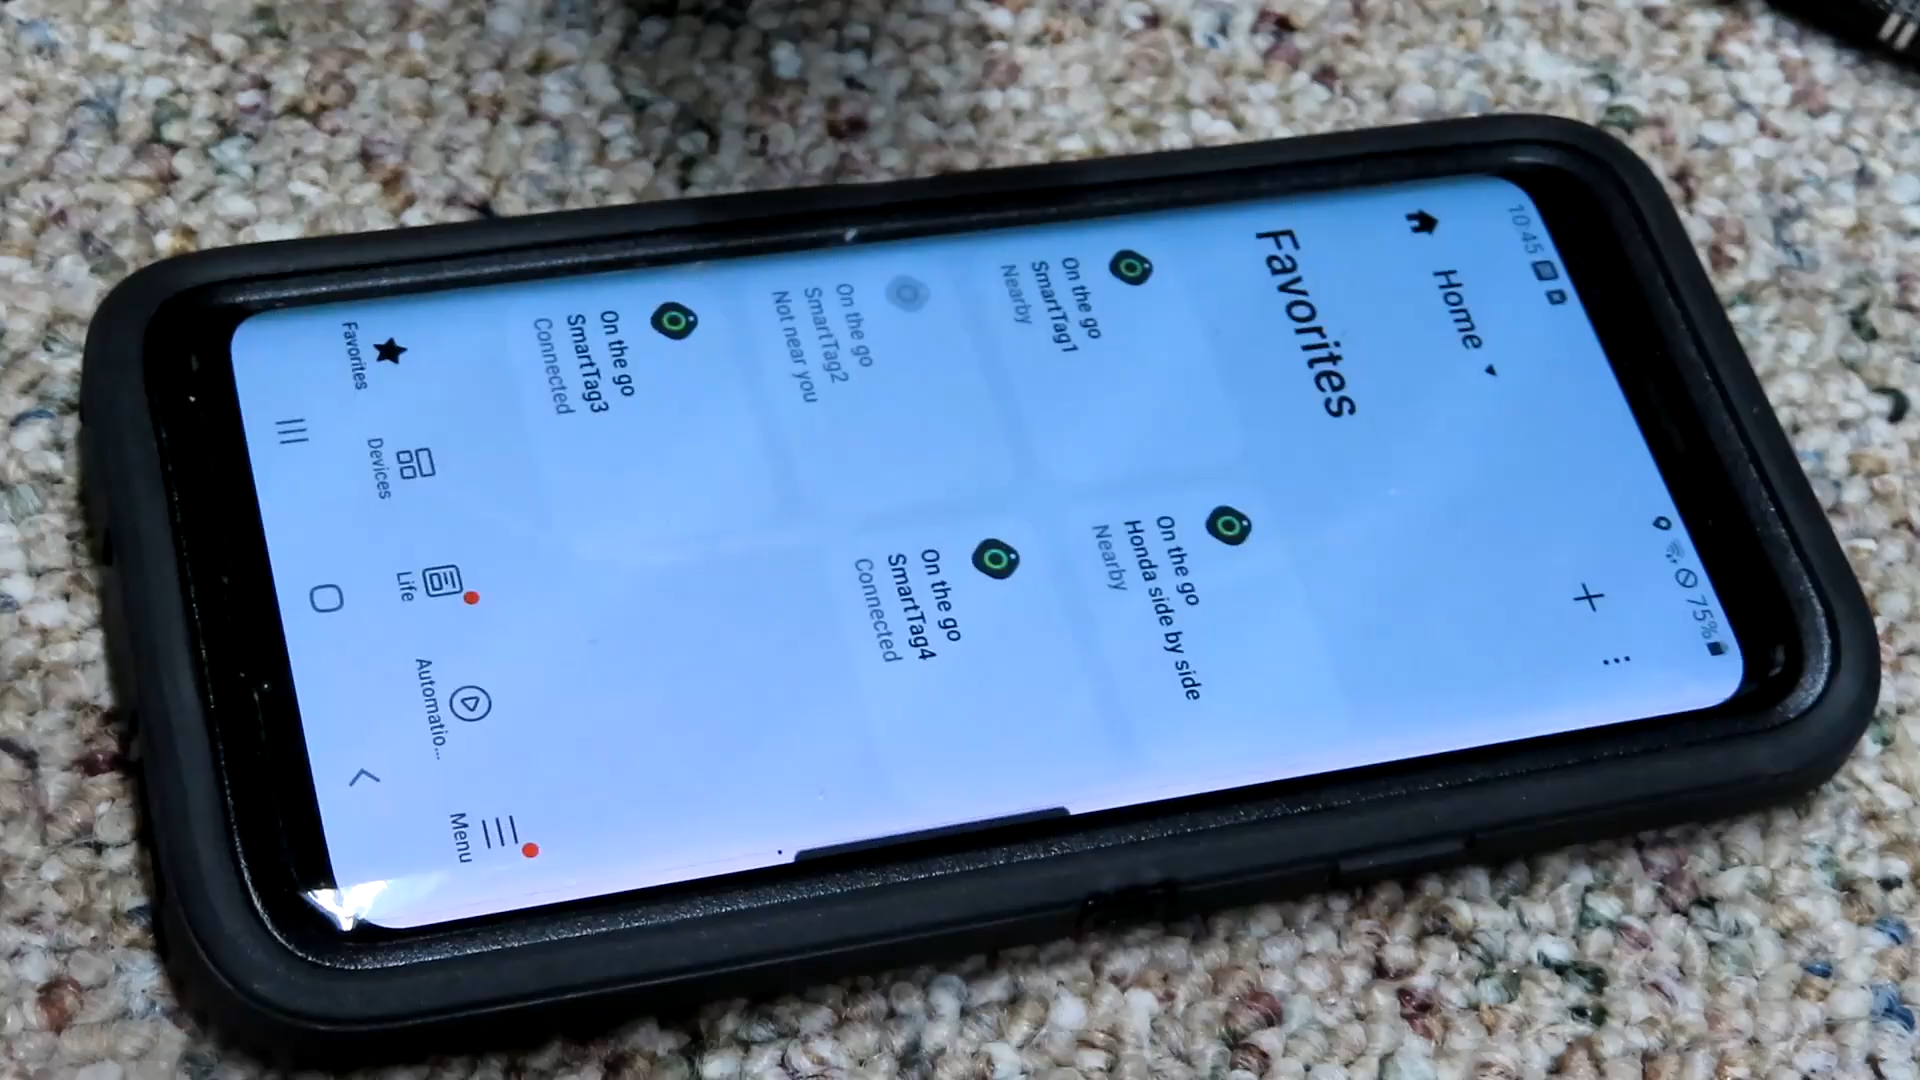 10:45
75%
Home
Favorites
On the go
SmartTag1
Nearby
On the go
Honda side by side
Nearby
On the go
SmartTag2
Not near you
On the go
SmartTag4
Connected
On the go
SmartTag3
Connected
Favorites
Devices
Life
Automatio...
Menu